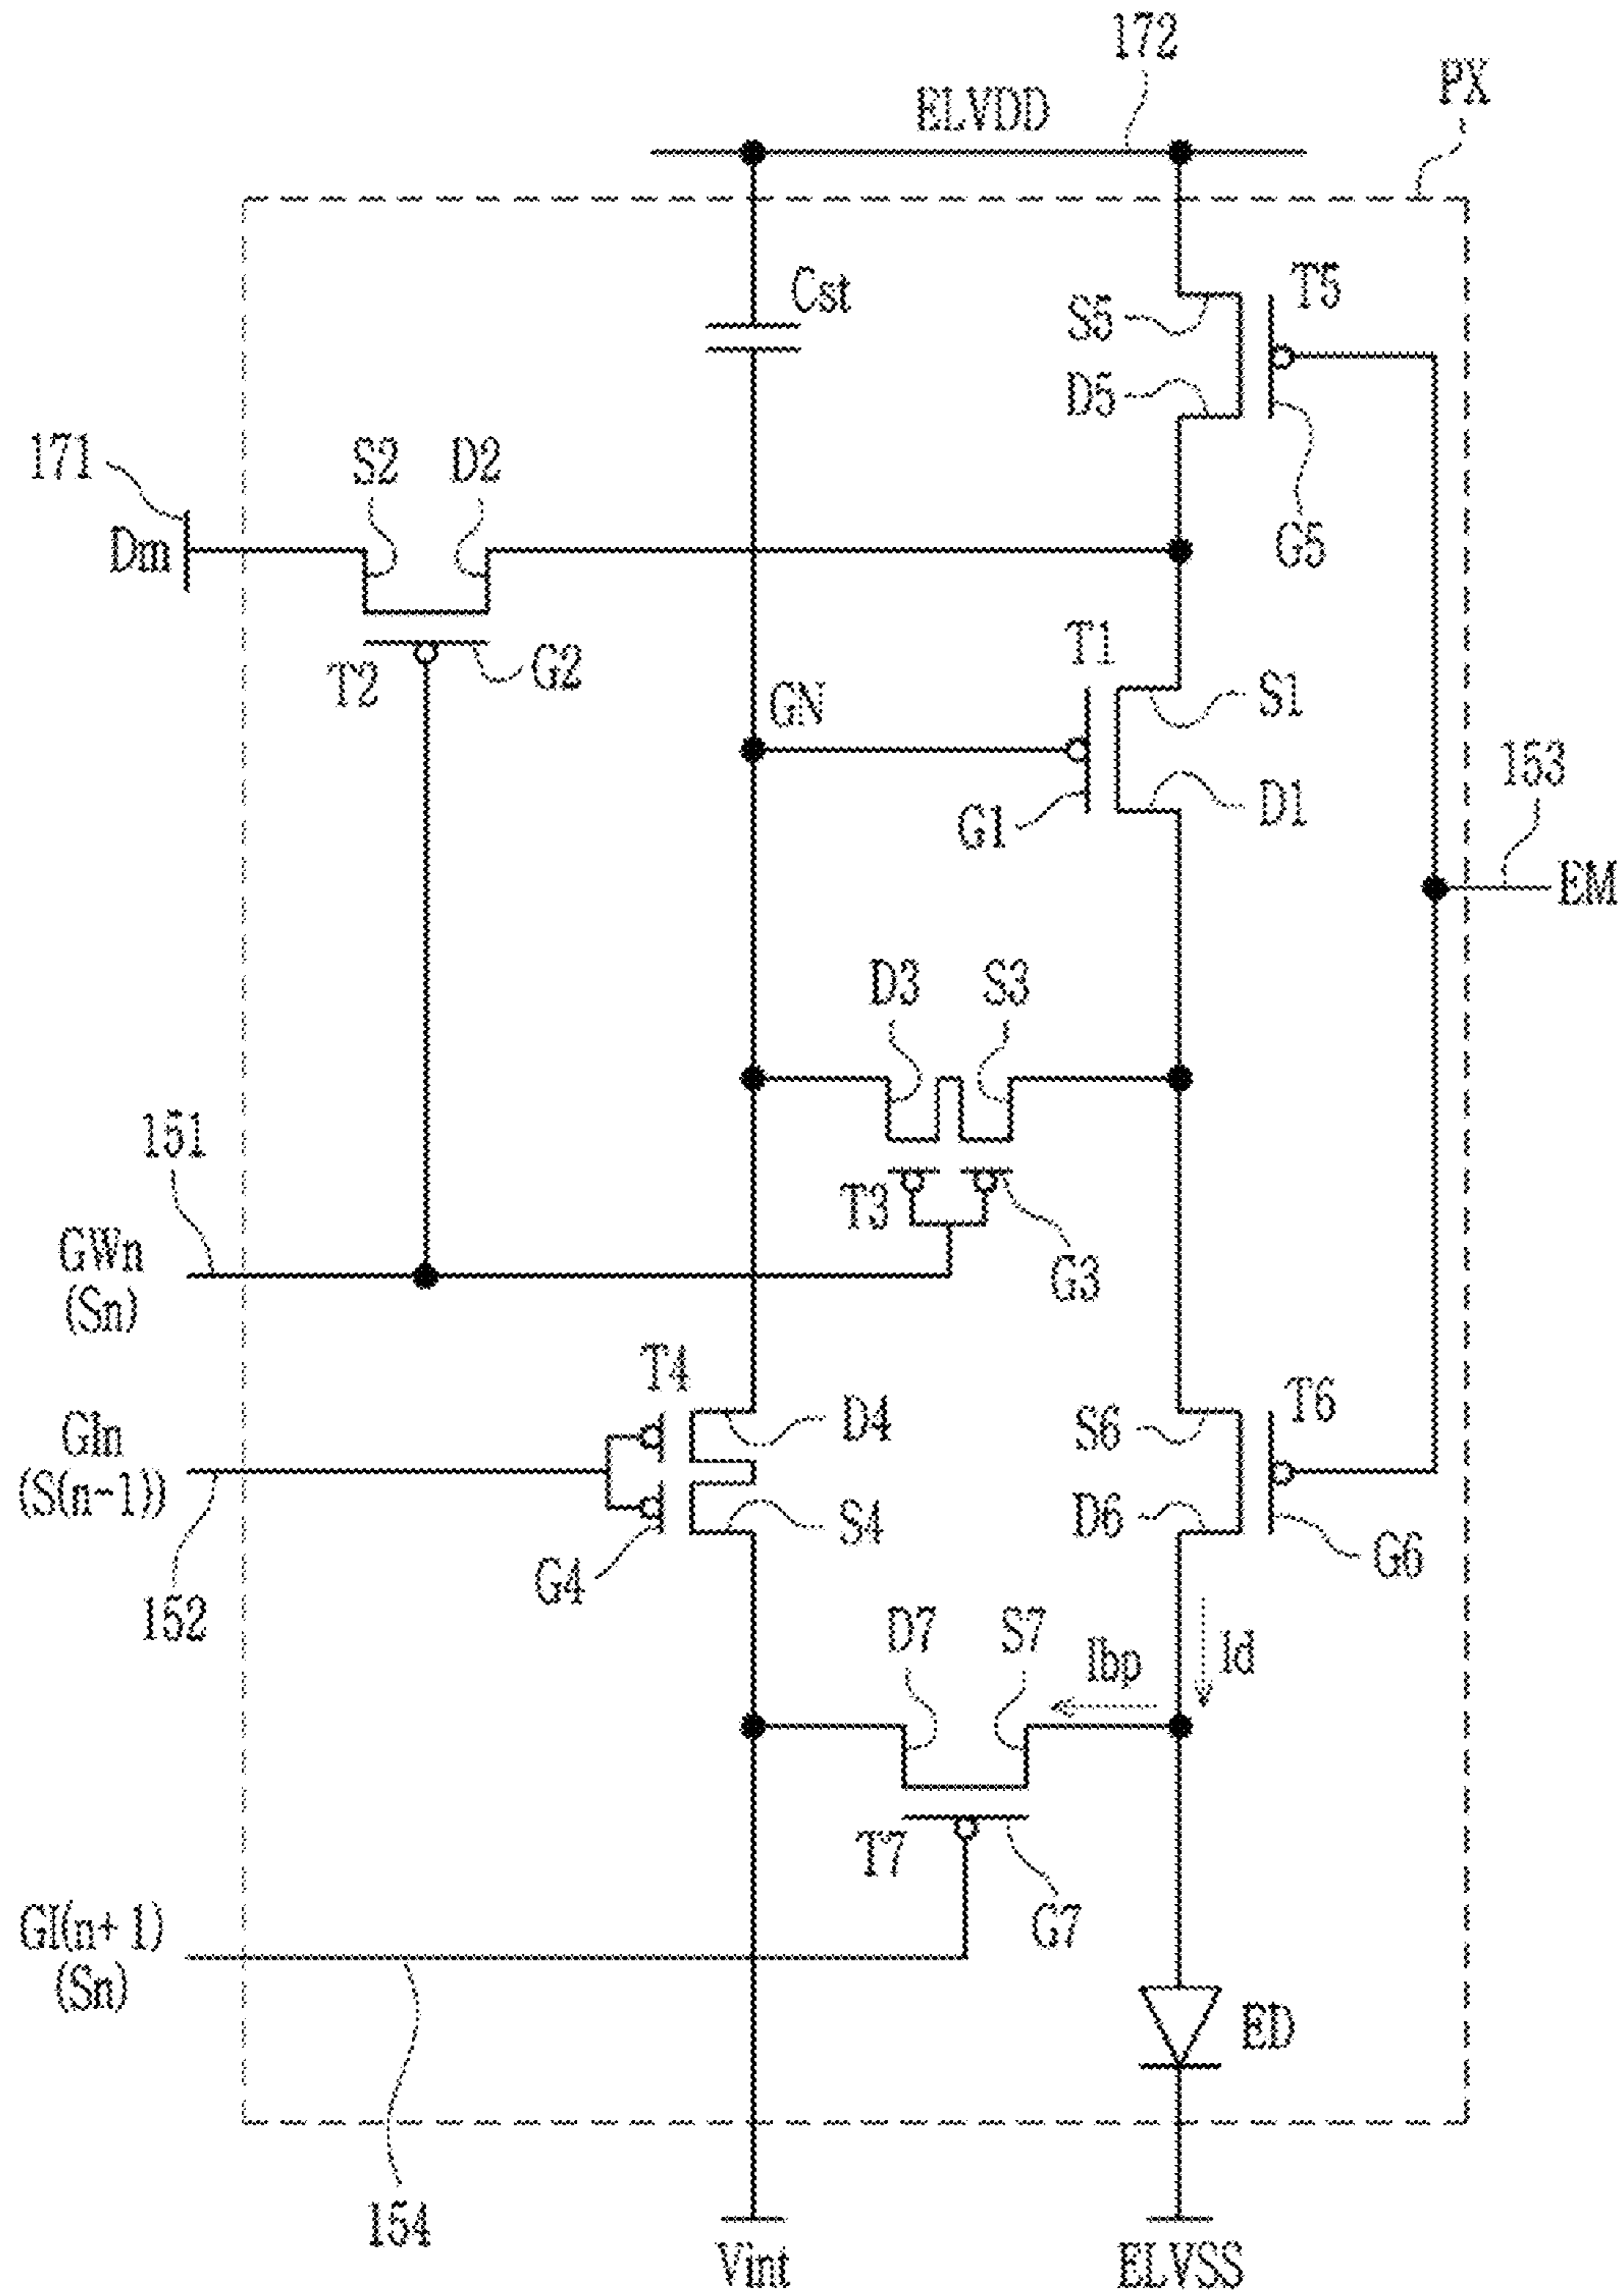 172
PX
ELVDD
Cst
T5
S5
D5
171
S2
D2
Dm
G5
T1
T2
G2
GN
S1
153
G1
D1
EM
D3
S3
151
T3
GWn
(Sn)
G3
T4
GIn
(S(n-1))
D4
S6
T6
S4
D6
G4
G6
152
D7
S7
Ibp
Id
T7
GI(n+1)
(Sn)
G7
ED
154
Vint
ELVSS